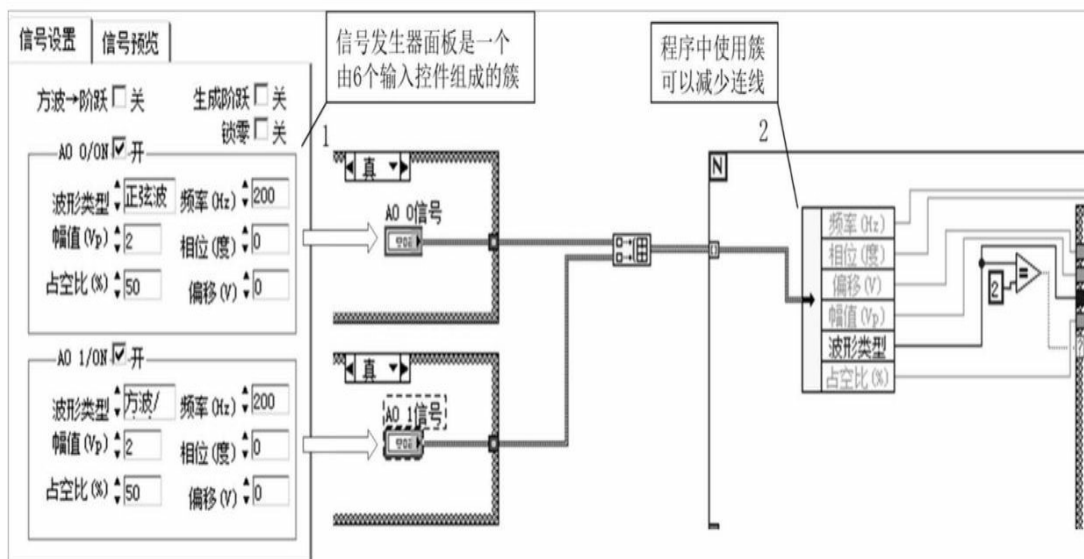 信号设置 信号预览
方波→阶跃 关 生成阶跃 关
锁零 关
AO 0/ON 开
波形类型 正弦波 频率(Hz) 200
幅值(Vp) 2 相位(度) 0
占空比(%) 50 偏移(V) 0
AO 1/ON 开
波形类型 方波/ 频率(Hz) 200
幅值(Vp) 2 相位(度) 0
占空比(%) 50 偏移(V) 0
信号发生器面板是一个
由6个输入控件组成的簇
1
真
AO 0信号
真
AO 1信号
程序中使用簇
可以减少连线
2
N
频率(Hz)
相位(度)
偏移(V)
幅值(Vp)
波形类型
占空比(%)
2
=